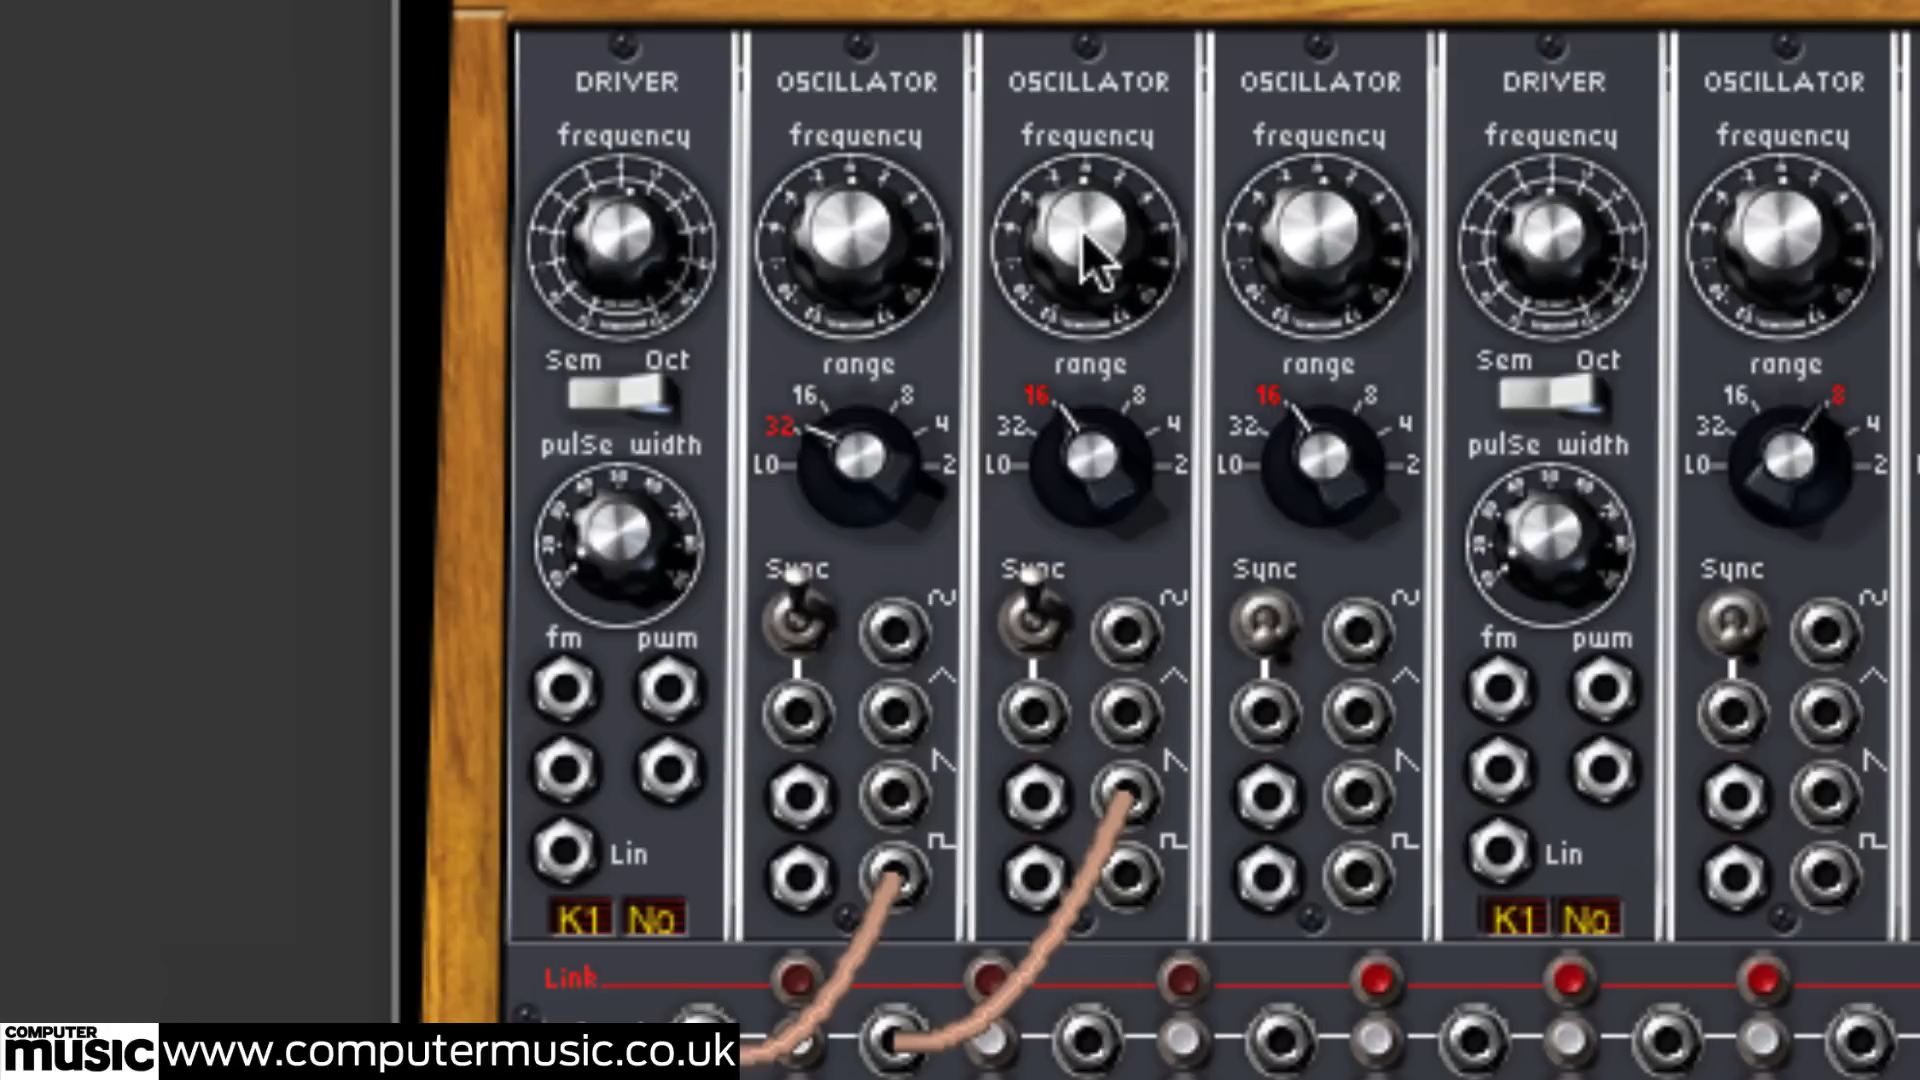 DRIVER OSCILLATOR OSCILLATOR OSCILLATOR DRIVER OSCILLATOR
frequency frequency frequency frequency frequency frequency
Sem Oct range range range Sem Oct range
16 8 16 8 16 8 16 8
32 4 32 4 32 4 32 4
pulSe width pulSe width
LO 2 LO 2 LO 2 LO 2
Sync Sync Sync Sync
fm pwm fm pwm
Lin Lin
K1 No K1 No
Link
COMPUTER
music www.computermusic.co.uk